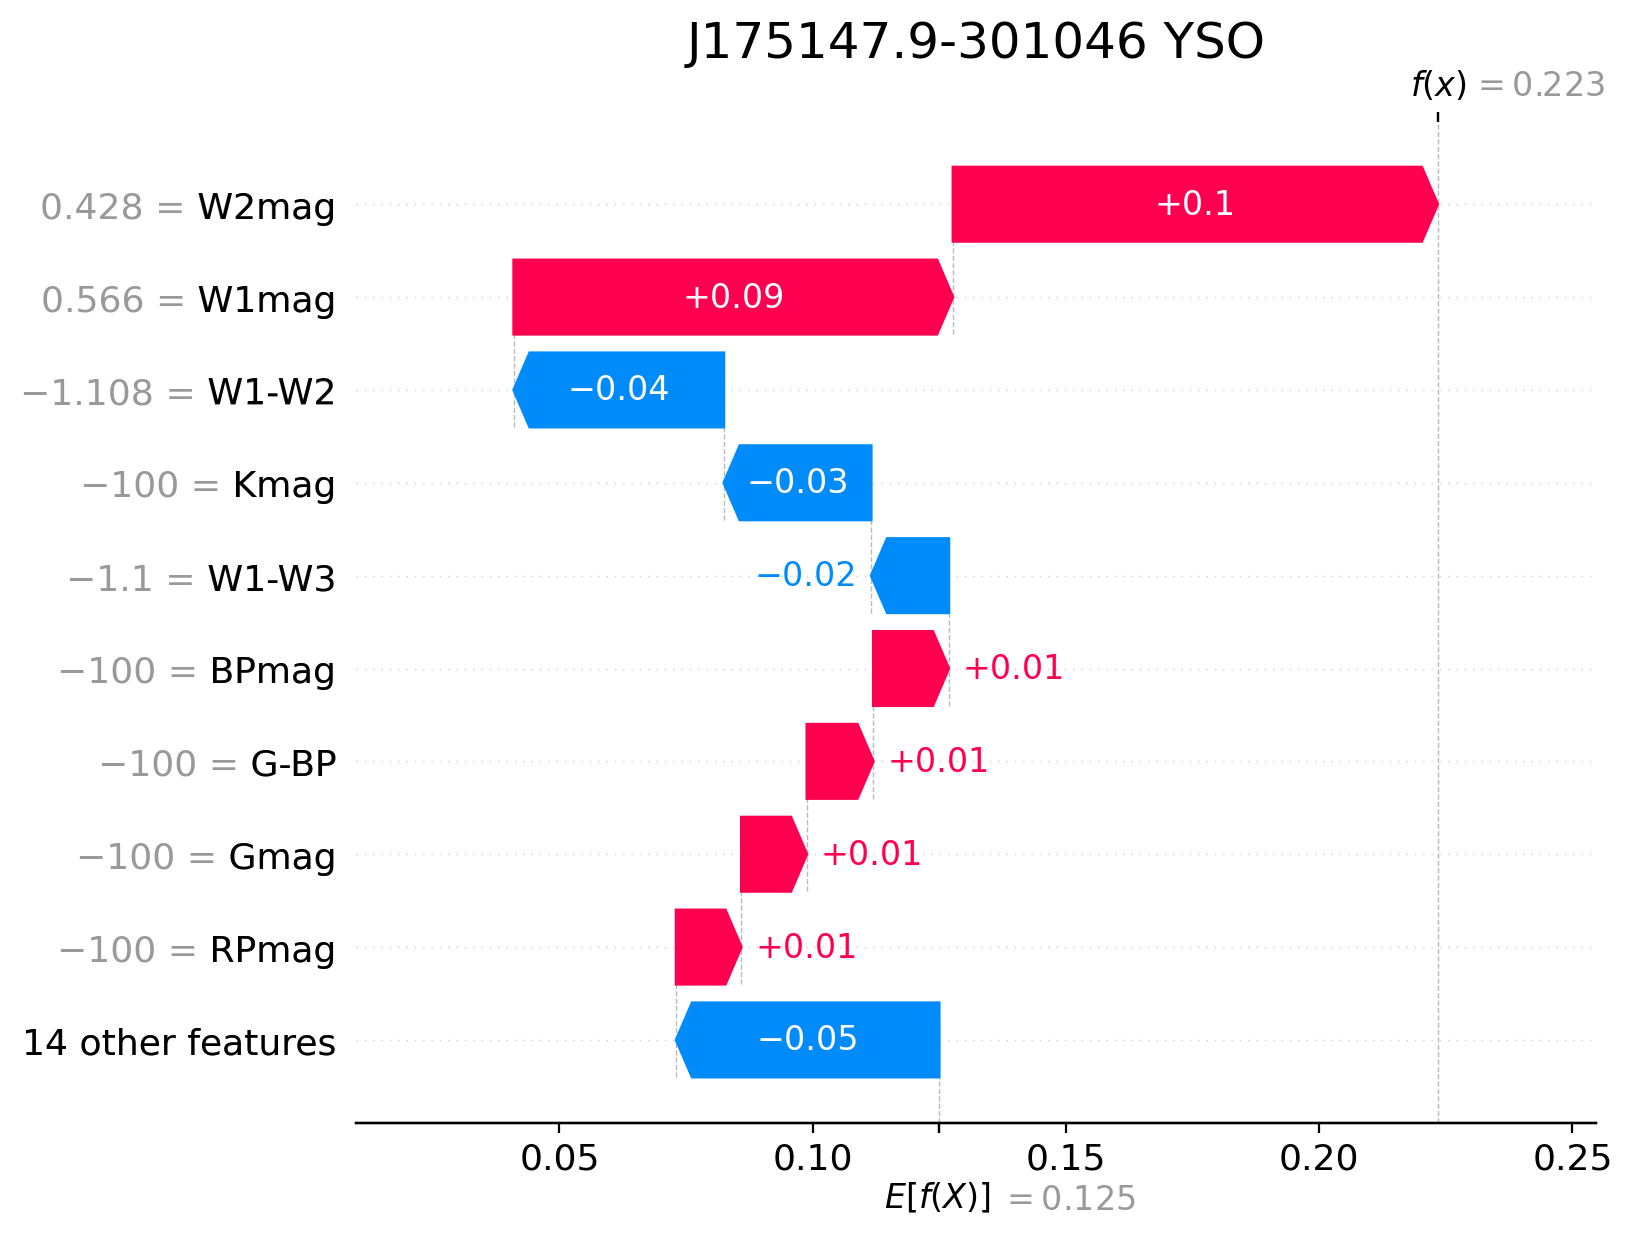 J175147.9-301046 YSO
f(x) = 0.223
0.428 = W2mag
+0.1
0.566 = W1mag
+0.09
−1.108 = W1-W2
−0.04
−100 = Kmag
−0.03
−1.1 = W1-W3
−0.02
−100 = BPmag
+0.01
−100 = G-BP
+0.01
−100 = Gmag
+0.01
−100 = RPmag
+0.01
14 other features
−0.05
0.05 0.10 0.15 0.20 0.25
E[f(X)] = 0.125